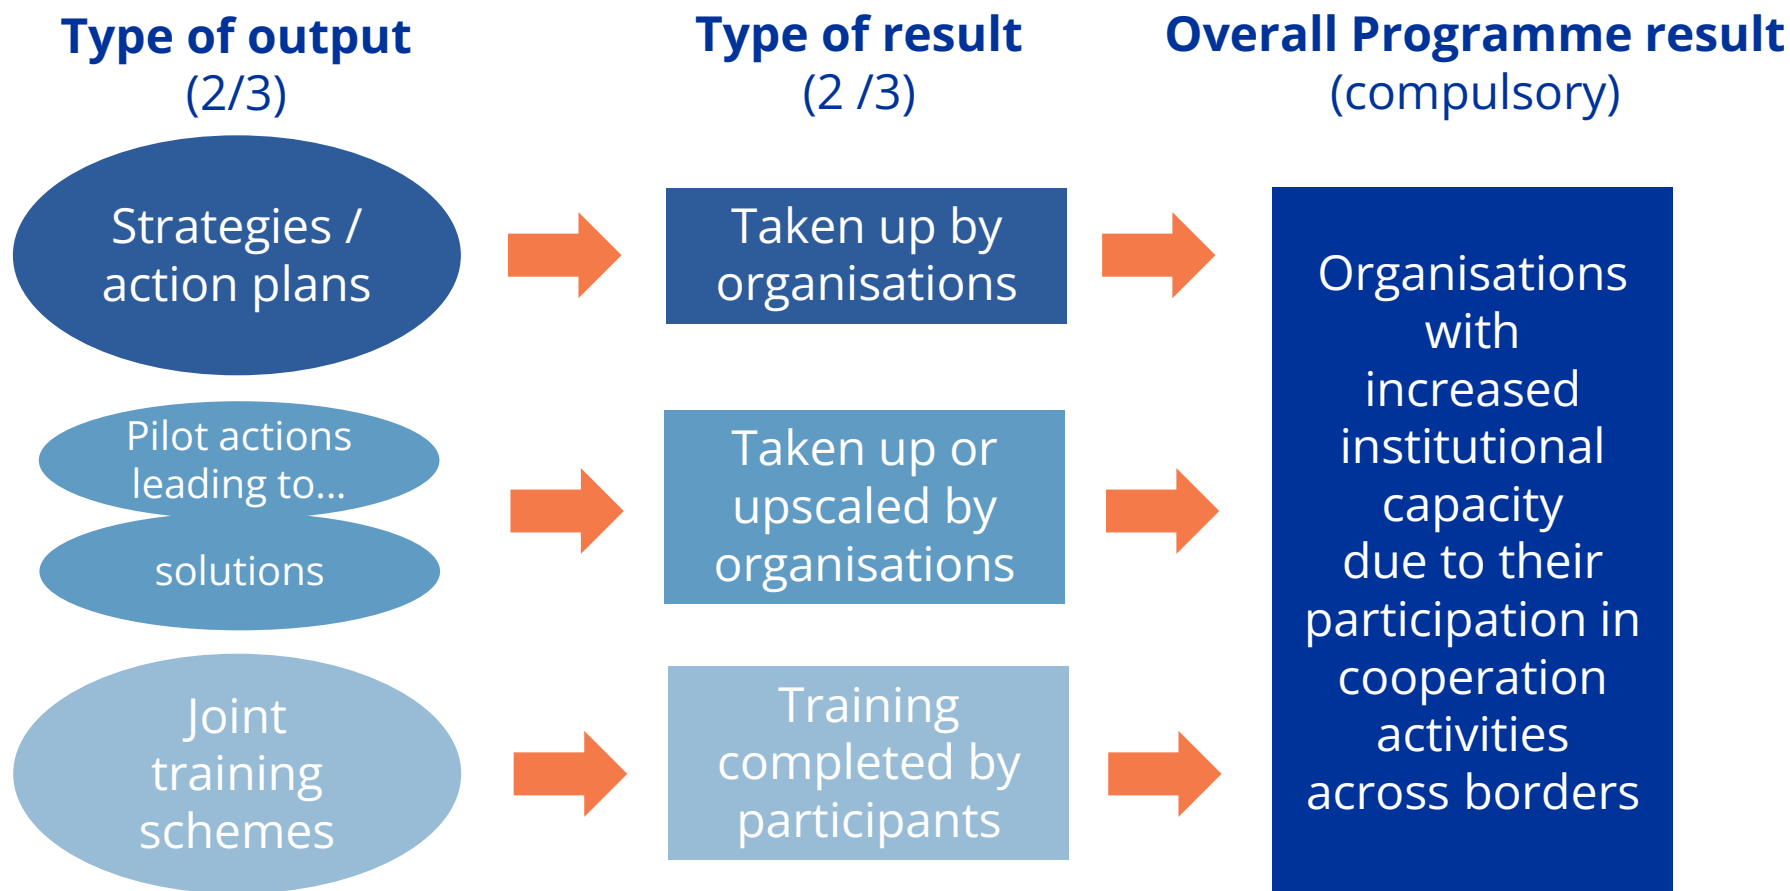 Type of output
(2/3)
Type of result
(2 /3)
Overall Programme result
(compulsory)
Strategies /
action plans
Taken up by
organisations
Pilot actions
leading to...
solutions
Taken up or
upscaled by
organisations
Joint
training
schemes
Training
completed by
participants
Organisations
with
increased
institutional
capacity
due to their
participation in
cooperation
activities
across borders